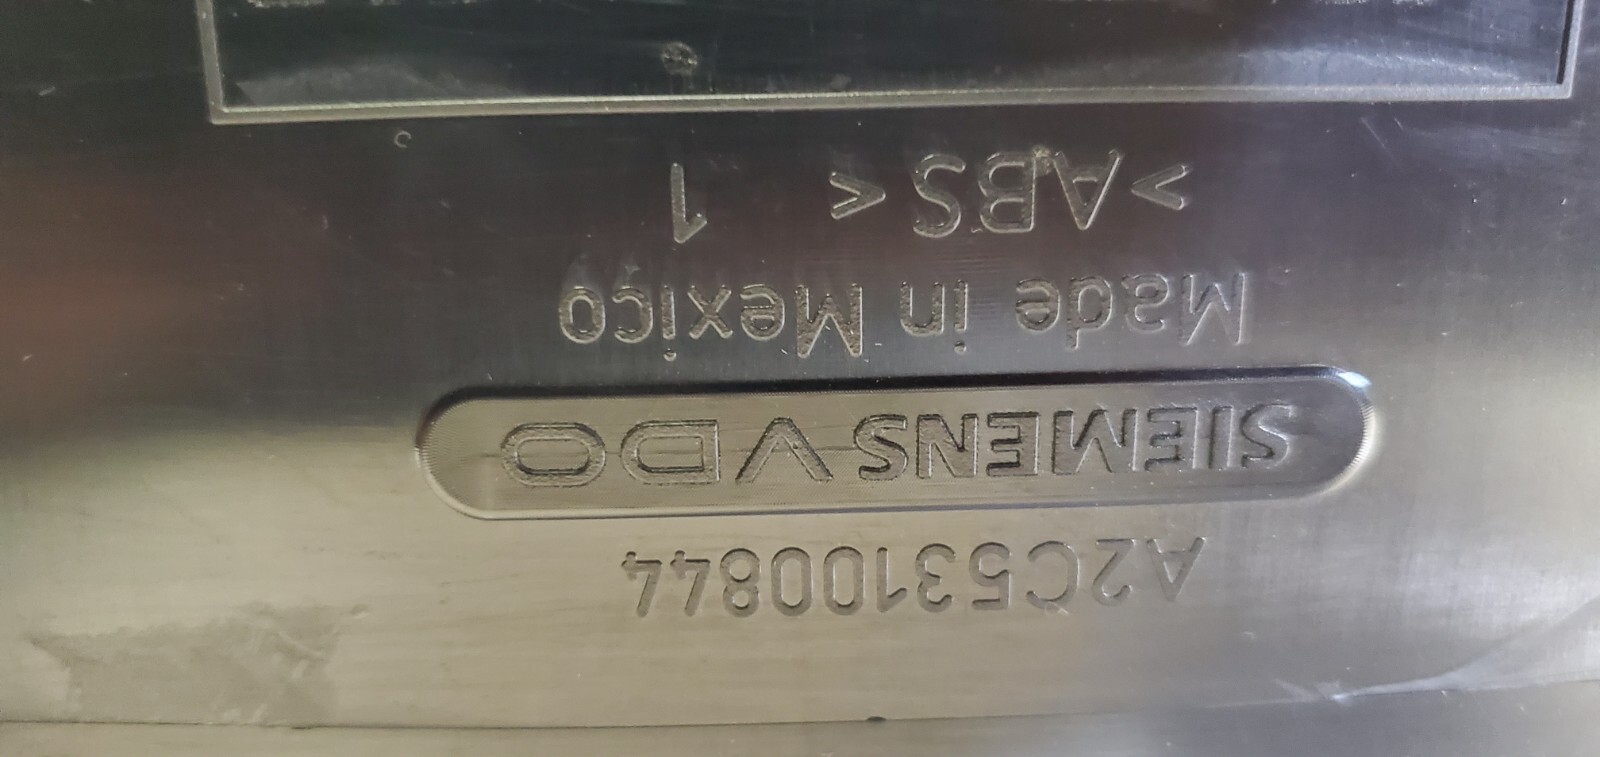 A2C53100844
SIEMENS VDO
Made in Mexico
>ABS< 1